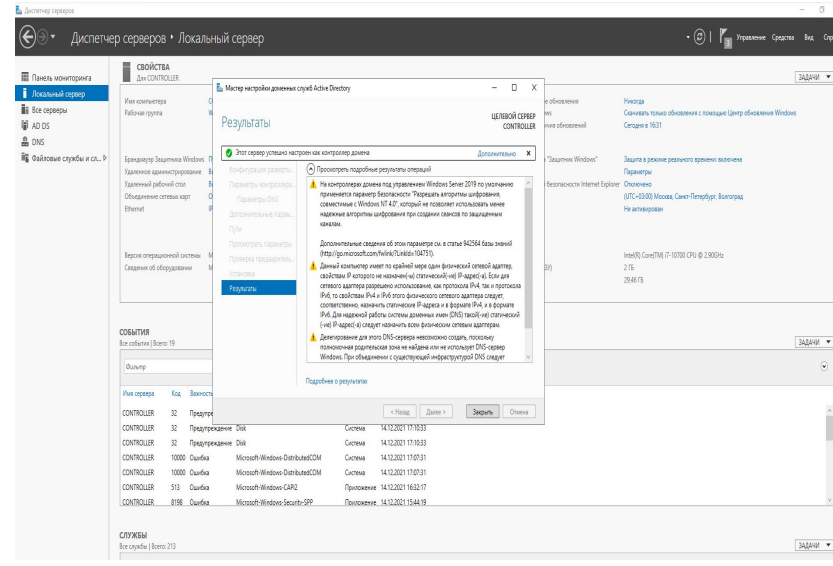 Диспетчер серверов
Диспетчер серверов ‣ Локальный сервер
Управление Средства Вид
Панель мониторинга
Локальный сервер
Все серверы
AD DS
DNS
Файловые службы и сл...
СВОЙСТВА
Для CONTROLLER
ЗАДАЧИ
Имя компьютера
Рабочая группа
Брандмауэр Защитника Windows
Удаленное администрирование
Удаленный рабочий стол
Объединение сетевых карт
Ethernet
Версия операционной системы
Сведения об оборудовании
е обновление Никогда
Скачивать только обновления с помощью Центр обновления Windows
Сегодня в 16:31
а "Защитник Windows" Защита в режиме реального времени: включена
Параметры
й безопасности Internet Explorer Отключено
(UTC+03:00) Москва, Санкт-Петербург, Волгоград
Не активирован
Intel(R) Core(TM) i7-10700 CPU @ 2.90GHz
2 ГБ
29,46 ГБ
Мастер настройки доменных служб Active Directory
Результаты
ЦЕЛЕВОЙ СЕРВЕР
CONTROLLER
Этот сервер успешно настроен как контроллер домена
Дополнительно X
Конфигурация разверты...
Параметры контроллера...
Параметры DNS
Дополнительные парам...
Пути
Просмотреть параметры
Проверка предваритель...
Установка
Результаты
Просмотреть подробные результаты операций
На контроллерах домена под управлением Windows Server 2019 по умолчанию
применяется параметр безопасности "Разрешать алгоритмы шифрования,
совместимые с Windows NT 4.0", который не позволяет использовать менее
надежные алгоритмы шифрования при создании сеансов по защищенным
каналам.
Дополнительные сведения об этом параметре см. в статье 942564 базы знаний
(http://go.microsoft.com/fwlink/?LinkId=104751).
Данный компьютер имеет по крайней мере один физический сетевой адаптер,
свойствам IP которого не назначен(-ы) статический(-ие) IP-адрес(-а). Если для
сетевого адаптера разрешено использование, как протокола IPv4, так и протокола
IPv6, то свойствам IPv4 и IPv6 этого физического сетевого адаптера следует,
соответственно, назначить статические IP-адреса и в формате IPv4, и в формате
IPv6. Для надежной работы системы доменных имен (DNS) такой(-ие) статический
(-ие) IP-адрес(-а) следует назначить всем физическим сетевым адаптерам.
Делегирование для этого DNS-сервера невозможно создать, поскольку
полномочная родительская зона не найдена или не использует DNS-сервер
Windows. При объединении с существующей инфраструктурой DNS следует
Подробнее о результатах
< Назад Далее > Закрыть Отмена
СОБЫТИЯ
Все события | Всего: 19
ЗАДАЧИ
Фильтр
Имя сервера Код Важность
CONTROLLER 32 Предупре
CONTROLLER 32 Предупреждение Disk Система 14.12.2021 17:10:33
CONTROLLER 32 Предупреждение Disk Система 14.12.2021 17:10:33
CONTROLLER 10000 Ошибка Microsoft-Windows-DistributedCOM Система 14.12.2021 17:07:31
CONTROLLER 10000 Ошибка Microsoft-Windows-DistributedCOM Система 14.12.2021 17:07:31
CONTROLLER 513 Ошибка Microsoft-Windows-CAPI2 Приложение 14.12.2021 16:32:17
CONTROLLER 8198 Ошибка Microsoft-Windows-Security-SPP Приложение 14.12.2021 15:44:19
СЛУЖБЫ
Все службы | Всего: 213
ЗАДАЧИ